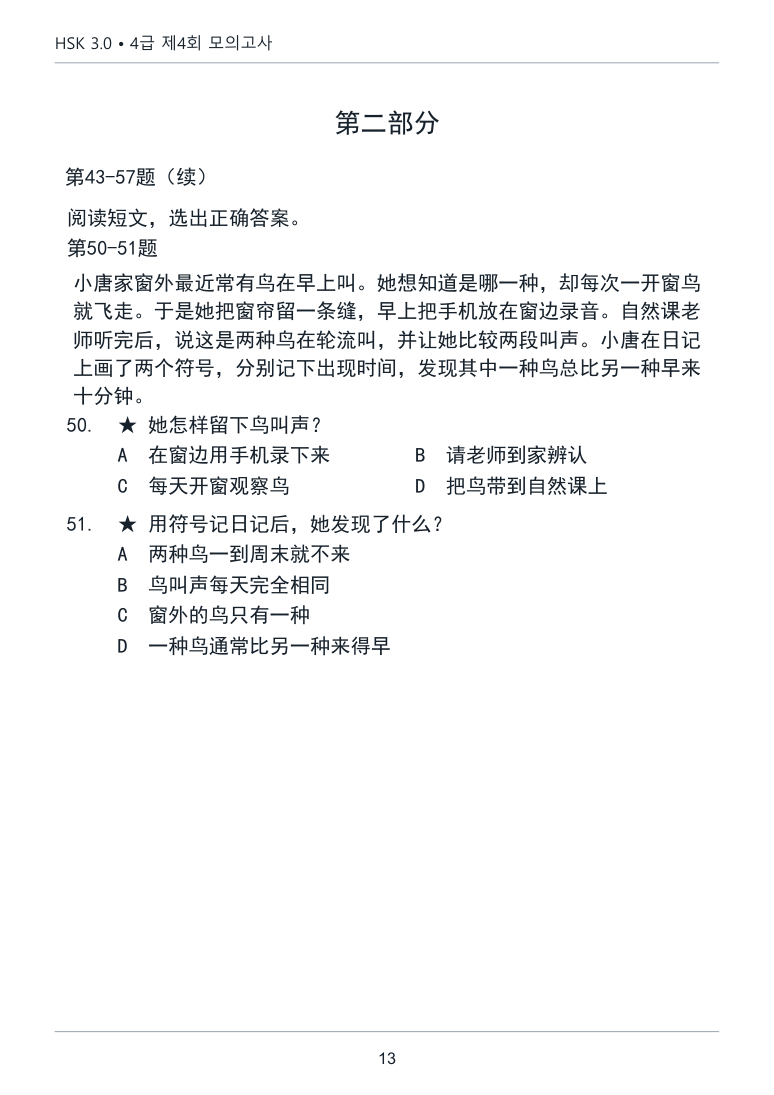 HSK 3.0 • 4급 제4회 모의고사
第二部分
第43-57题（续）
阅读短文，选出正确答案。
第50-51题
小唐家窗外最近常有鸟在早上叫。她想知道是哪一种，却每次一开窗鸟
就飞走。于是她把窗帘留一条缝，早上把手机放在窗边录音。自然课老
师听完后，说这是两种鸟在轮流叫，并让她比较两段叫声。小唐在日记
上画了两个符号，分别记下出现时间，发现其中一种鸟总比另一种早来
十分钟。
50. ★ 她怎样留下鸟叫声？
A 在窗边用手机录下来 B 请老师到家辨认
C 每天开窗观察鸟 D 把鸟带到自然课上
51. ★ 用符号记日记后，她发现了什么？
A 两种鸟一到周末就不来
B 鸟叫声每天完全相同
C 窗外的鸟只有一种
D 一种鸟通常比另一种来得早
13